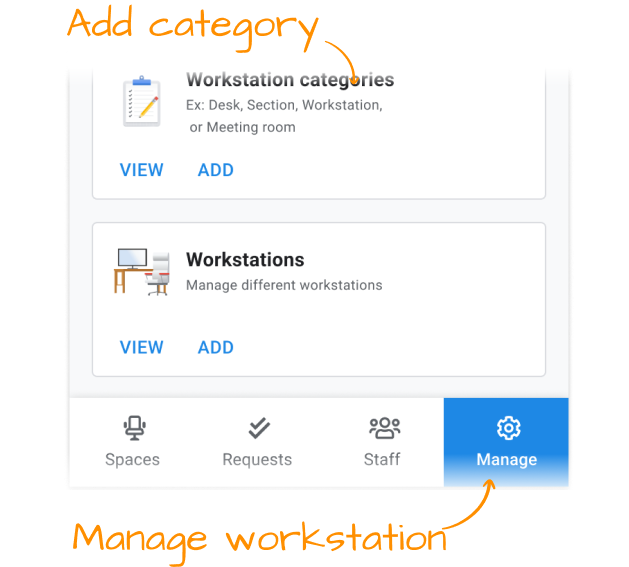 Add category
Workstation categories
Ex: Desk, Section, Workstation,
or Meeting room
VIEW ADD
Workstations
Manage different workstations
VIEW ADD
Spaces Requests Staff Manage
Manage workstation